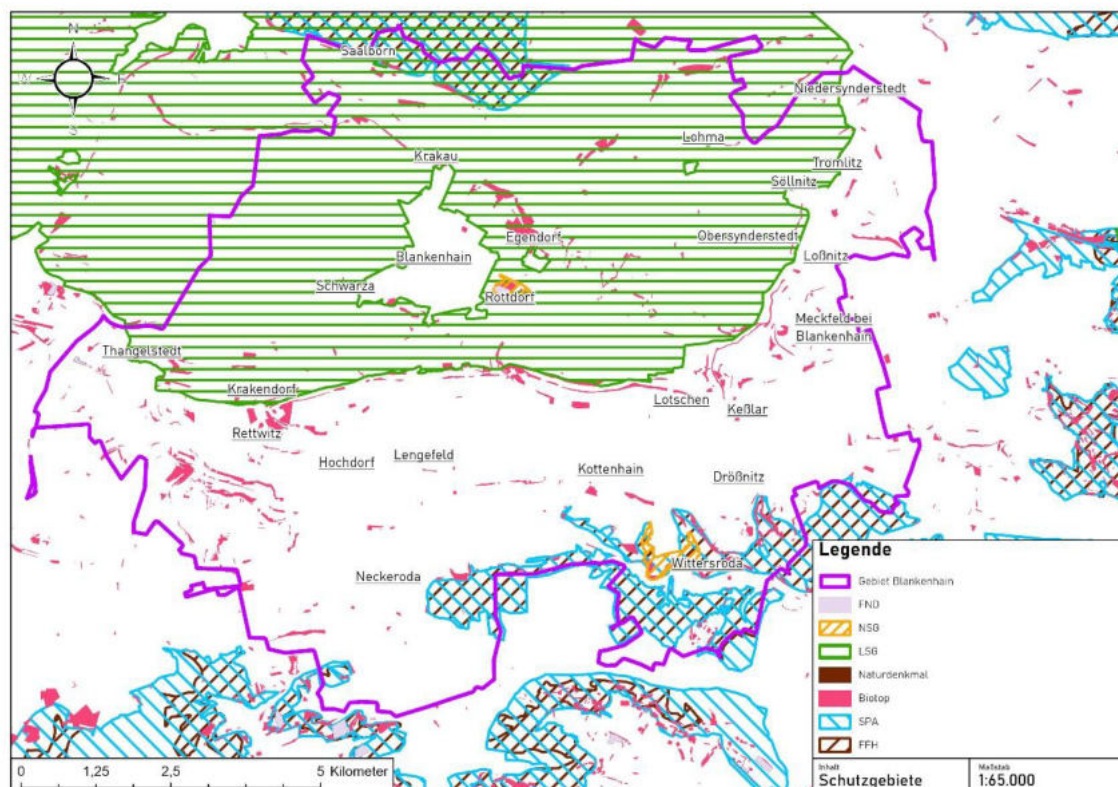 N
W
E
S
Saalborn
Niedersynderstedt
Lohma
Krakau
Tromlitz
Söllnitz
Egendorf
Obersynderstedt
Blankenhain
Loßnitz
Schwarza
Rottdorf
Meckfeld bei
Blankenhain
Thangelstedt
Krakendorf
Lotschen
Keßlar
Rettwitz
Hochdorf
Lengefeld
Kottenhain
Drößnitz
Wittersroda
Neckeroda
Legende
Gebiet Blankenhain
FND
NSG
LSG
Naturdenkmal
Biotop
SPA
FFH
0 1,25 2,5 5 Kilometer
Inhalt
Schutzgebiete
Maßstab
1:65.000